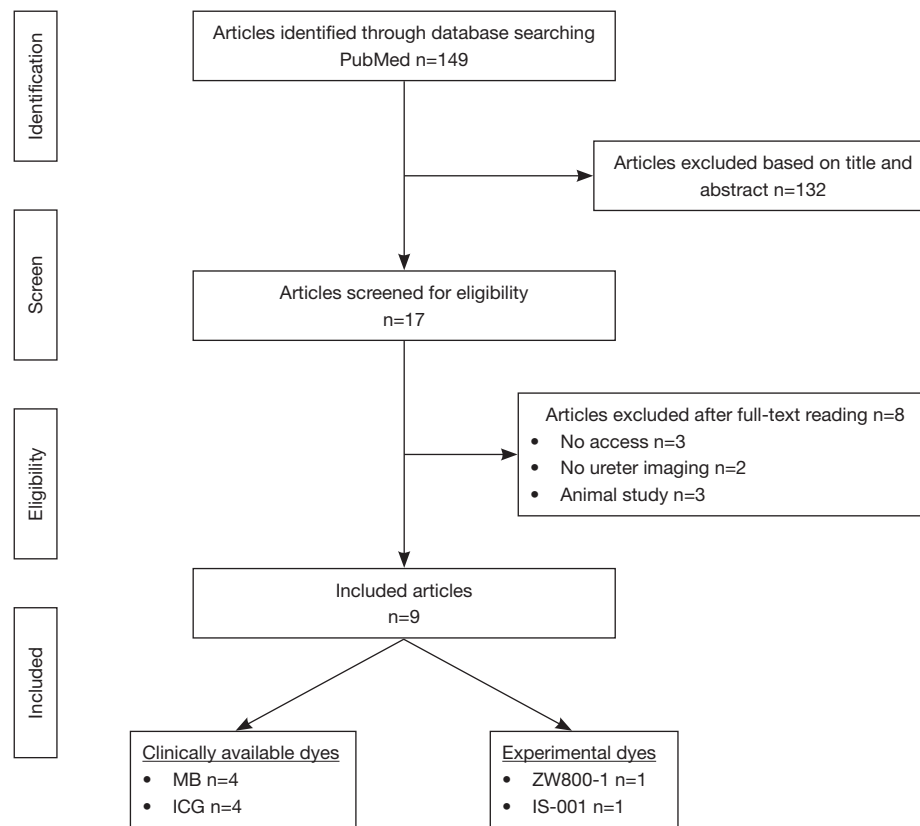 Identification
Articles identified through database searching
PubMed n=149
Articles excluded based on title and
abstract n=132
Screen
Articles screened for eligibility
n=17
Eligibility
Articles excluded after full-text reading n=8
• No access n=3
• No ureter imaging n=2
• Animal study n=3
Included articles
n=9
Included
Clinically available dyes
• MB n=4
• ICG n=4
Experimental dyes
• ZW800-1 n=1
• IS-001 n=1